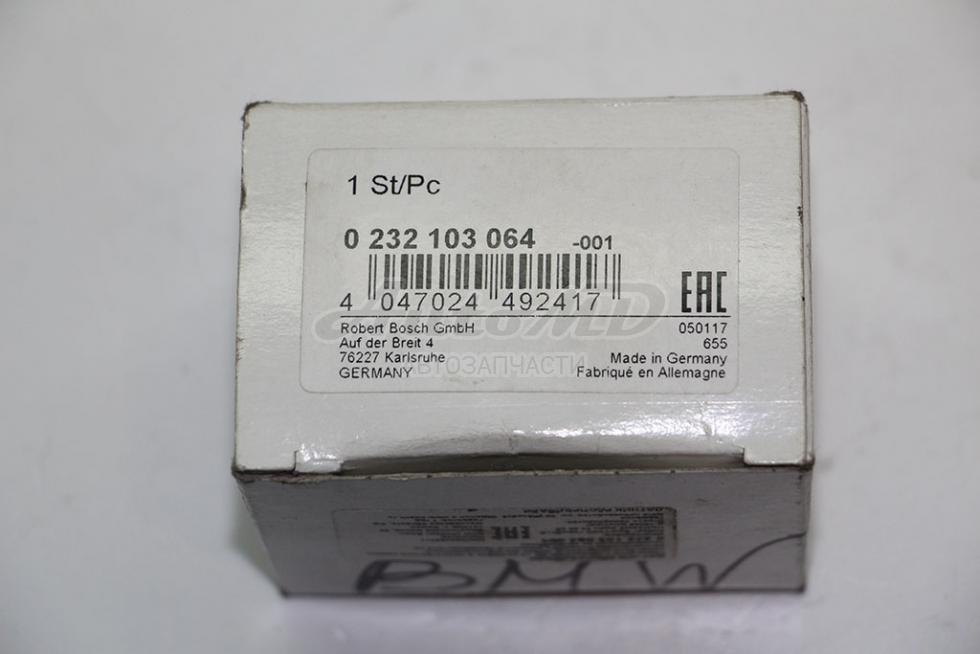 1 St/Pc
0 232 103 064 -001
4 047024 492417
EAC
Robert Bosch GmbH 050117
Auf der Breit 4 655
76227 Karlsruhe Made in Germany
GERMANY Fabriqué en Allemagne
АВТОЗАПЧАСТИ
EAC
BMW